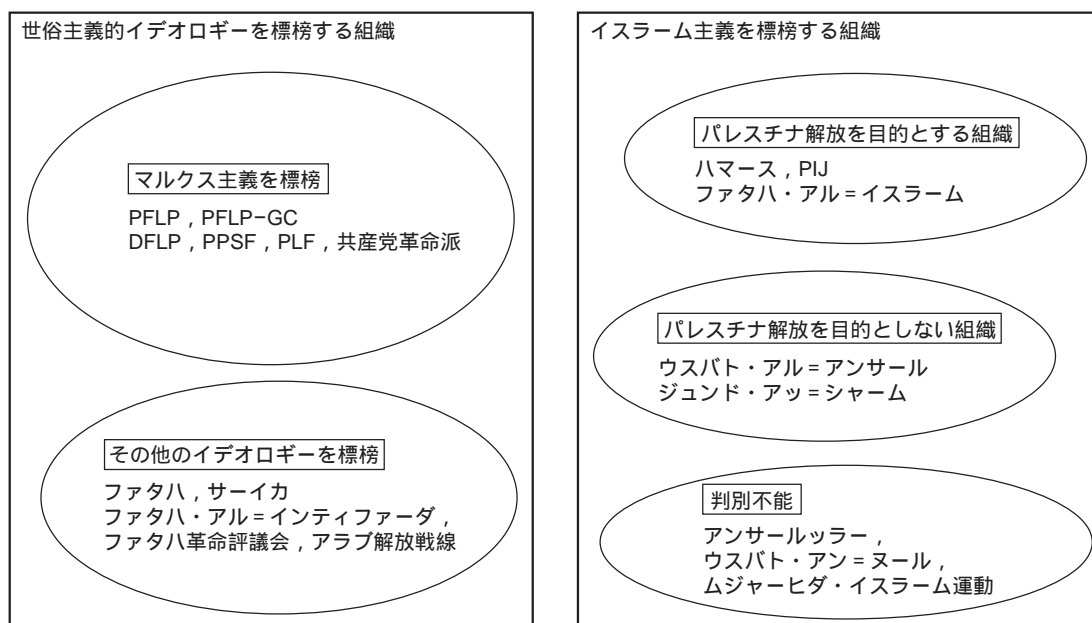 世俗主義的イデオロギーを標榜する組織
マルクス主義を標榜
PFLP , PFLP-GC
DFLP , PPSF , PLF , 共産党革命派
その他のイデオロギーを標榜
ファタハ , サーイカ
ファタハ・アル=インティファーダ ,
ファタハ革命評議会 , アラブ解放戦線
イスラーム主義を標榜する組織
パレスチナ解放を目的とする組織
ハマース , PIJ
ファタハ・アル=イスラーム
パレスチナ解放を目的としない組織
ウスバト・アル=アンサール
ジュンド・アッ=シャーム
判別不能
アンサールッラー ,
ウスバト・アン=ヌール ,
ムジャーヒダ・イスラーム運動